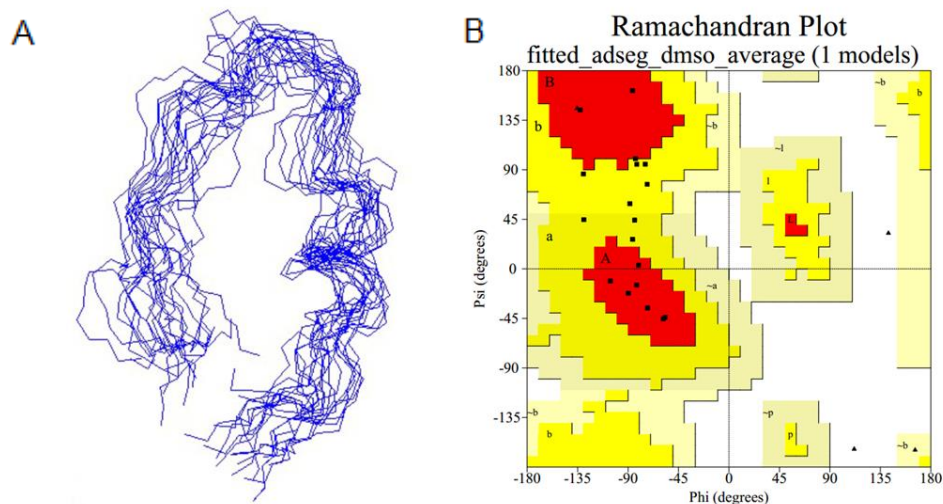 A
B
Ramachandran Plot
fitted_adseg_dmso_average (1 models)
Psi (degrees)
180
135
90
45
0
-45
-90
-135
B
b
~b
~b
b
~l
l
L
a
A
~a
~b
b
~p
p
~b
-180
-135
-90
-45
0
45
90
135
180
Phi (degrees)